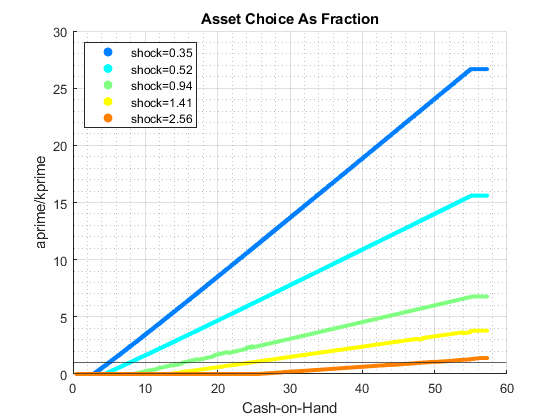 Asset Choice As Fraction
30
25
20
15
10
5
0
aprime/kprime
shock=0.35
shock=0.52
shock=0.94
shock=1.41
shock=2.56
0 10 20 30 40 50 60
Cash-on-Hand